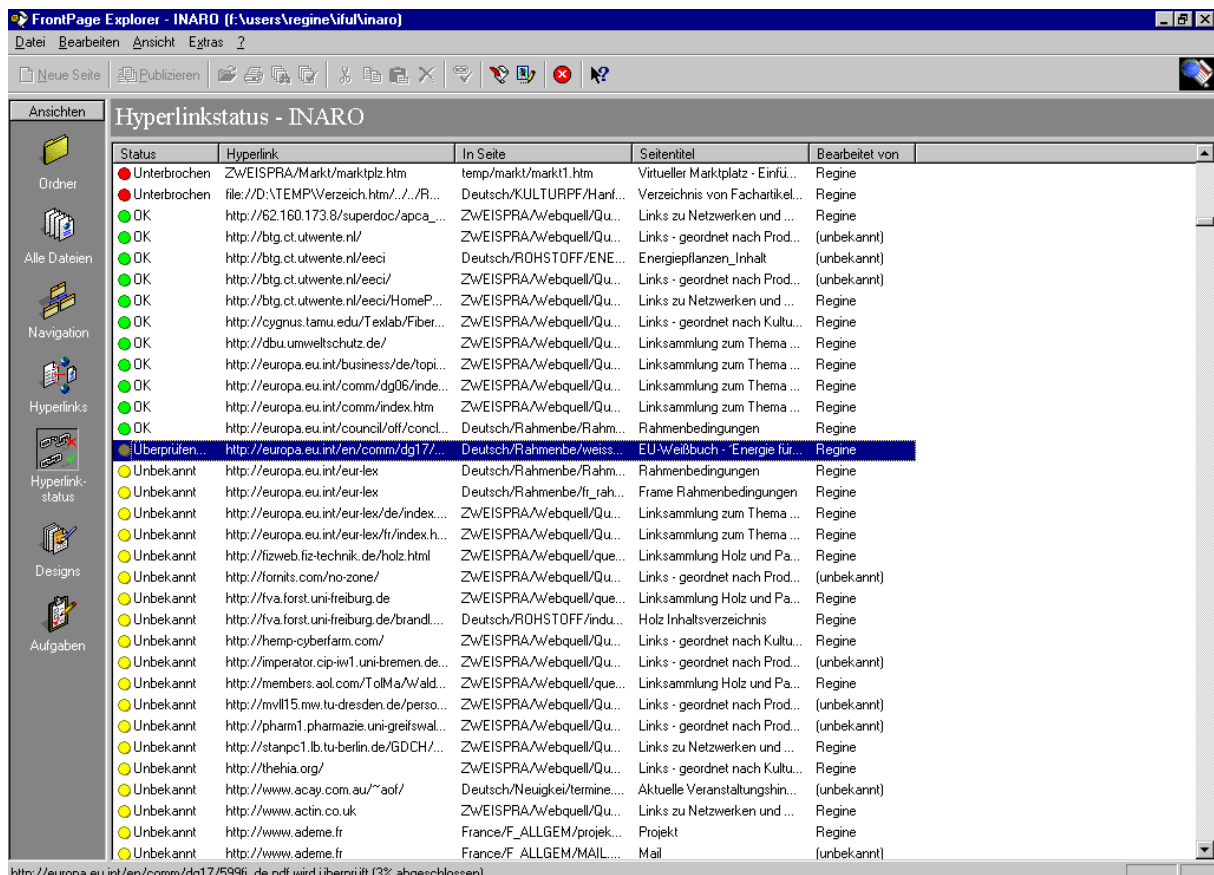 FrontPage Explorer - INARO (f:\users\regine\iful\inaro)
Datei Bearbeiten Ansicht Extras ?
Neue Seite Publizieren
Ansichten
Ordner
Alle Dateien
Navigation
Hyperlinks
Hyperlink-
status
Designs
Aufgaben
Hyperlinkstatus - INARO
Status Hyperlink In Seite Seitentitel Bearbeitet von
Unterbrochen ZWEISPRA/Markt/marktplz.htm temp/markt/markt1.htm Virtueller Marktplatz - Einfü... Regine
Unterbrochen file://D:\TEMP\Verzeich.htm/../../R... Deutsch/KULTURPF/Hanf... Verzeichnis von Fachartikel... Regine
OK http://62.160.173.8/superdoc/apca_... ZWEISPRA/Webquell/Qu... Links zu Netzwerken und ... Regine
OK http://btg.ct.utwente.nl/ ZWEISPRA/Webquell/Qu... Links - geordnet nach Prod... (unbekannt)
OK http://btg.ct.utwente.nl/eeci Deutsch/ROHSTOFF/ENE... Energiepflanzen_Inhalt (unbekannt)
OK http://btg.ct.utwente.nl/eeci/ ZWEISPRA/Webquell/Qu... Links - geordnet nach Prod... (unbekannt)
OK http://btg.ct.utwente.nl/eeci/HomeP... ZWEISPRA/Webquell/Qu... Links zu Netzwerken und ... Regine
OK http://cygnus.tamu.edu/Texlab/Fiber... ZWEISPRA/Webquell/Qu... Links - geordnet nach Kultu... Regine
OK http://dbu.umweltschutz.de/ ZWEISPRA/Webquell/Qu... Linksammlung zum Thema ... Regine
OK http://europa.eu.int/business/de/topi... ZWEISPRA/Webquell/Qu... Linksammlung zum Thema ... Regine
OK http://europa.eu.int/comm/dg06/inde... ZWEISPRA/Webquell/Qu... Linksammlung zum Thema ... Regine
OK http://europa.eu.int/comm/index.htm ZWEISPRA/Webquell/Qu... Linksammlung zum Thema ... Regine
OK http://europa.eu.int/council/off/concl... Deutsch/Rahmenbe/Rahm... Rahmenbedingungen Regine
Überprüfen... http://europa.eu.int/en/comm/dg17/... Deutsch/Rahmenbe/weiss... EU-Weißbuch - 'Energie für... Regine
Unbekannt http://europa.eu.int/eur-lex Deutsch/Rahmenbe/Rahm... Rahmenbedingungen Regine
Unbekannt http://europa.eu.int/eur-lex Deutsch/Rahmenbe/fr_rah... Frame Rahmenbedingungen Regine
Unbekannt http://europa.eu.int/eur-lex/de/index.... ZWEISPRA/Webquell/Qu... Linksammlung zum Thema ... Regine
Unbekannt http://europa.eu.int/eur-lex/fr/index.h... ZWEISPRA/Webquell/Qu... Linksammlung zum Thema ... Regine
Unbekannt http://fizweb.fiz-technik.de/holz.html ZWEISPRA/Webquell/que... Linksammlung Holz und Pa... Regine
Unbekannt http://fornits.com/no-zone/ ZWEISPRA/Webquell/Qu... Links - geordnet nach Prod... (unbekannt)
Unbekannt http://fva.forst.uni-freiburg.de ZWEISPRA/Webquell/que... Linksammlung Holz und Pa... Regine
Unbekannt http://fva.forst.uni-freiburg.de/brandl.... Deutsch/ROHSTOFF/indu... Holz Inhaltsverzeichnis Regine
Unbekannt http://hemp-cyberfarm.com/ ZWEISPRA/Webquell/Qu... Links - geordnet nach Kultu... Regine
Unbekannt http://imperator.cip-iw1.uni-bremen.de... ZWEISPRA/Webquell/Qu... Links - geordnet nach Prod... (unbekannt)
Unbekannt http://members.aol.com/TolMa/Wald... ZWEISPRA/Webquell/que... Linksammlung Holz und Pa... Regine
Unbekannt http://mvll15.mw.tu-dresden.de/perso... ZWEISPRA/Webquell/Qu... Links - geordnet nach Prod... (unbekannt)
Unbekannt http://pharm1.pharmazie.uni-greifswal... ZWEISPRA/Webquell/Qu... Links - geordnet nach Prod... (unbekannt)
Unbekannt http://stanpc1.lb.tu-berlin.de/GDCH/... ZWEISPRA/Webquell/Qu... Links zu Netzwerken und ... Regine
Unbekannt http://thehia.org/ ZWEISPRA/Webquell/Qu... Links - geordnet nach Kultu... Regine
Unbekannt http://www.acay.com.au/~aof/ Deutsch/Neuigkei/termine.... Aktuelle Veranstaltungshin... (unbekannt)
Unbekannt http://www.actin.co.uk ZWEISPRA/Webquell/Qu... Links zu Netzwerken und ... Regine
Unbekannt http://www.ademe.fr France/F_ALLGEM/projek... Projekt Regine
Unbekannt http://www.ademe.fr France/F_ALLGEM/MAIL.... Mail (unbekannt)
http://europa.eu.int/en/comm/dg17/599fi_de.pdf wird überprüft (3% abgeschlossen)